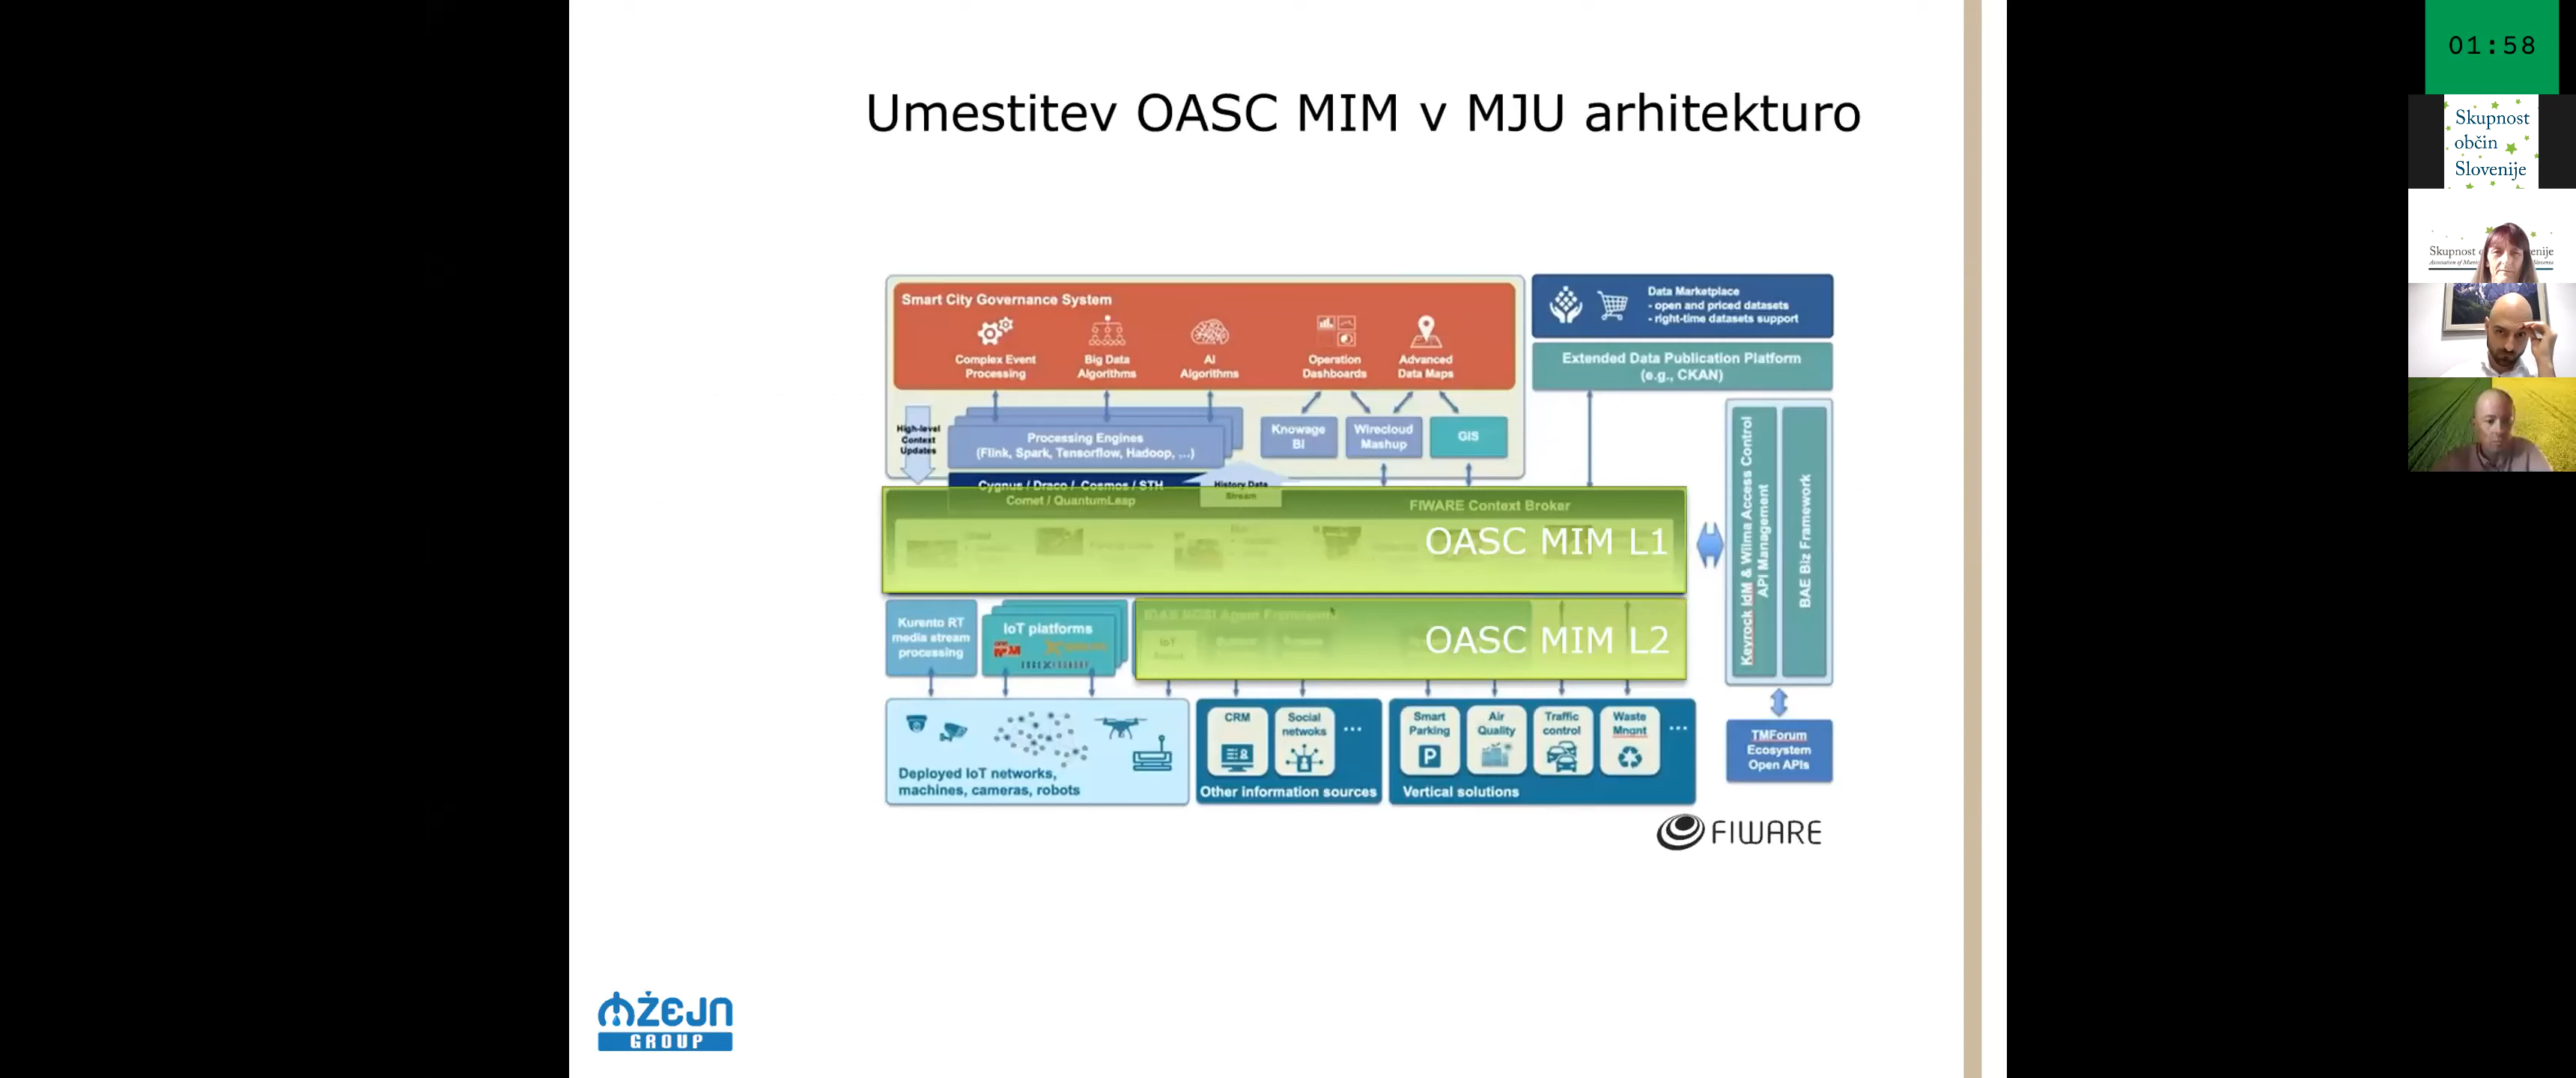 Umestitev OASC MIM v MJU arhitekturo
Smart City Governance System
Complex Event
Processing
Big Data
Algorithms
AI
Algorithms
Operation
Dashboards
Advanced
Data Maps
Data Marketplace
- open and priced datasets
- right-time datasets support
Extended Data Publication Platform
(e.g., CKAN)
High-level
Context
Updates
Processing Engines
(Flink, Spark, Tensorflow, Hadoop, ...)
Knowage
BI
Wirecloud
Mashup
GIS
Cygnus / Draco / Cosmos / STH
Comet / QuantumLeap
History Data
Stream
FIWARE Context Broker
OASC MIM L1
Keyrock IdM & Wilma Access Control
API Management
BAE Biz Framework
Kurento RT
media stream
processing
IoT platforms
OASC MIM L2
Deployed IoT networks,
machines, cameras, robots
CRM
Social
netwoks
...
Other information sources
Smart
Parking
P
Air
Quality
Traffic
control
Waste
Mngnt
...
Vertical solutions
TMForum
Ecosystem
Open APIs
FIWARE
ŽEJN
GROUP
01:58
Skupnost
občin
Slovenije
Skupnost
enije